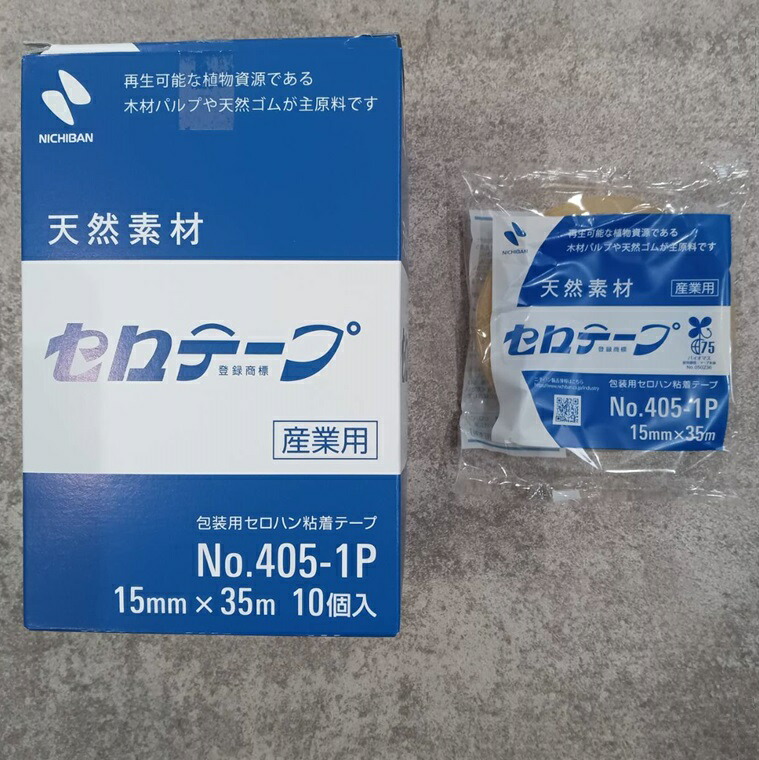 再生可能な植物資源である
木材パルプや天然ゴムが主原料です
NICHIBAN
天然素材
セロテープ
登録商標
産業用
包装用セロハン粘着テープ
No.405-1P
15mm×35m 10個入
再生可能な植物資源である
木材パルプや天然ゴムが主原料です
NICHIBAN
天然素材
産業用
セロテープ
登録商標
75
バイオマス
包装用セロハン粘着テープ
No.405-1P
15mm×35m